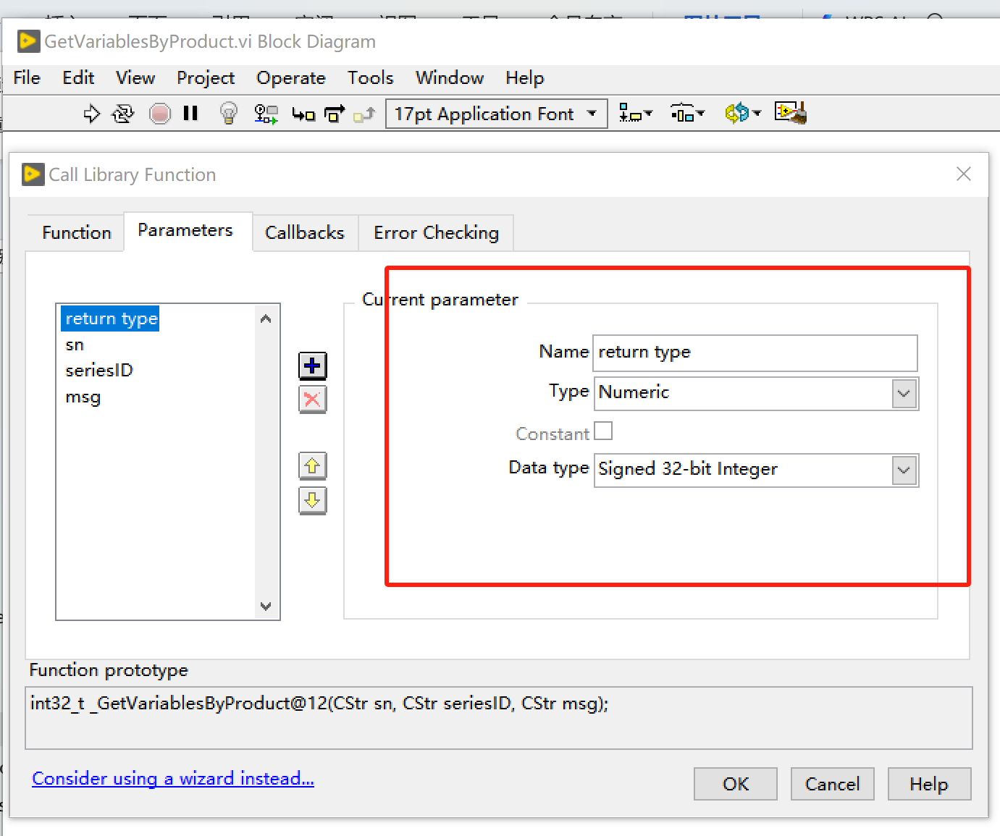 GetVariablesByProduct.vi Block Diagram
File Edit View Project Operate Tools Window Help
17pt Application Font
Call Library Function
Function Parameters Callbacks Error Checking
Current parameter
return type
sn
seriesID
msg
Name return type
Type Numeric
Constant
Data type Signed 32-bit Integer
Function prototype
int32_t _GetVariablesByProduct@12(CStr sn, CStr seriesID, CStr msg);
Consider using a wizard instead...
OK Cancel Help